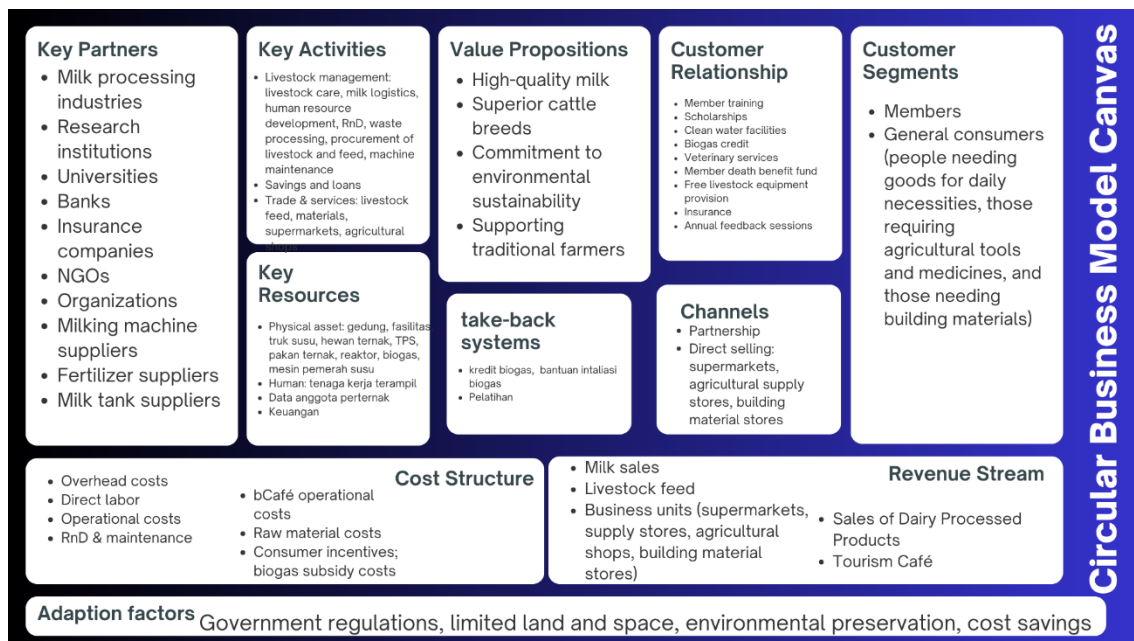 Key Partners
• Milk processing
industries
• Research
institutions
• Universities
• Banks
• Insurance
companies
• NGOs
• Organizations
• Milking machine
suppliers
• Fertilizer suppliers
• Milk tank suppliers
Key Activities
• Livestock management:
livestock care, milk logistics,
human resource
development, RnD, waste
processing, procurement of
livestock and feed, machine
maintenance
• Savings and loans
• Trade & services: livestock
feed, materials,
supermarkets, agricultural
shops
Key
Resources
• Physical asset: gedung, fasilitas
truk susu, hewan ternak, TPS,
pakan ternak, reaktor, biogas,
mesin pemerah susu
• Human: tenaga kerja terampil
• Data anggota perternak
• Keuangan
Value Propositions
• High-quality milk
• Superior cattle
breeds
• Commitment to
environmental
sustainability
• Supporting
traditional farmers
take-back
systems
• kredit biogas, bantuan intaliasi
biogas
• Pelatihan
Customer
Relationship
• Member training
• Scholarships
• Clean water facilities
• Biogas credit
• Veterinary services
• Member death benefit fund
• Free livestock equipment
provision
• Insurance
• Annual feedback sessions
Channels
• Partnership
• Direct selling:
supermarkets,
agricultural supply
stores, building
material stores
Customer
Segments
• Members
• General consumers
(people needing
goods for daily
necessities, those
requiring
agricultural tools
and medicines, and
those needing
building materials)
Circular Business Model Canvas
Cost Structure
• Overhead costs
• Direct labor
• Operational costs
• RnD & maintenance
• bCafé operational
costs
• Raw material costs
• Consumer incentives;
biogas subsidy costs
Revenue Stream
• Milk sales
• Livestock feed
• Business units (supermarkets,
supply stores, agricultural
shops, building material
stores)
• Sales of Dairy Processed
Products
• Tourism Café
Adaption factors
Government regulations, limited land and space, environmental preservation, cost savings